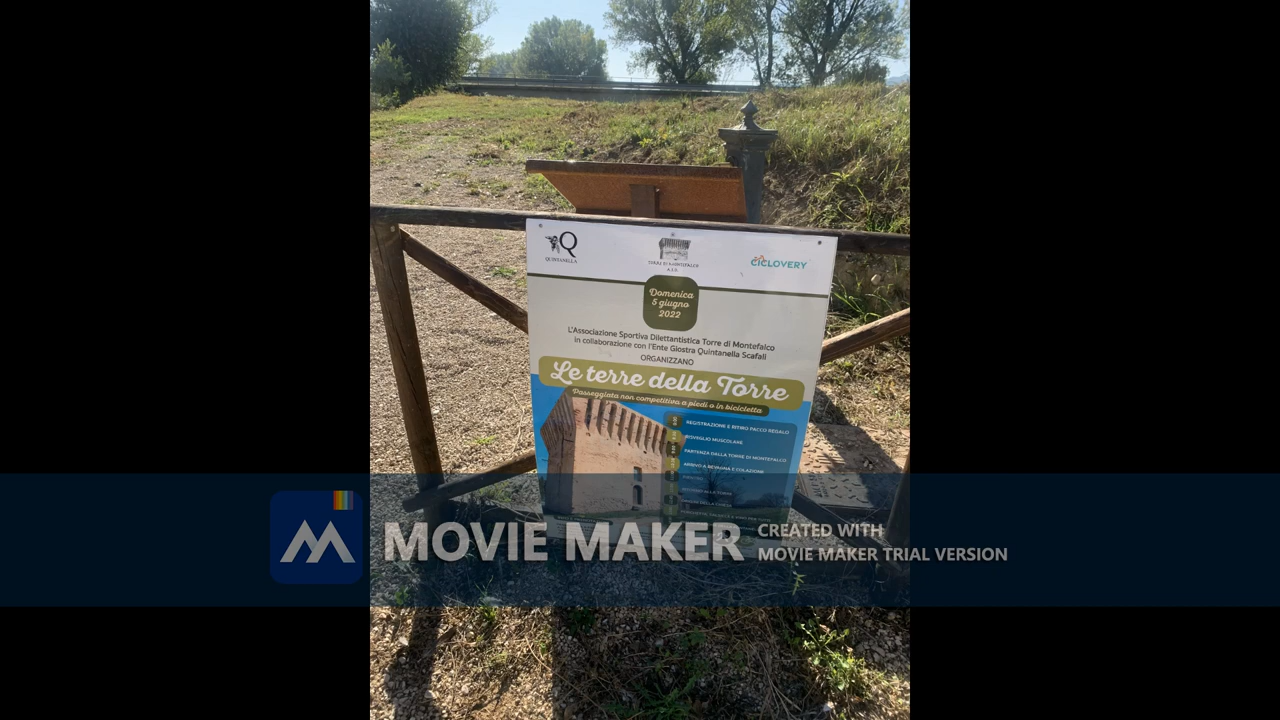 Q
QUINTANELLA
TORRE DI MONTEFALCO
A.S.D.
CICLOVERY
Domenica
5 giugno
2022
L'Associazione Sportiva Dilettantistica Torre di Montefalco
in collaborazione con l'Ente Giostra Quintanella Scafali
ORGANIZZANO
Le terre della Torre
Passeggiata non competitiva a piedi o in bicicletta
REGISTRAZIONE E RITIRO PACCO REGALO
RISVEGLIO MUSCOLARE
PARTENZA DALLA TORRE DI MONTEFALCO
ARRIVO A BEVAGNA E COLAZIONE
MOVIE MAKER
CREATED WITH
MOVIE MAKER TRIAL VERSION